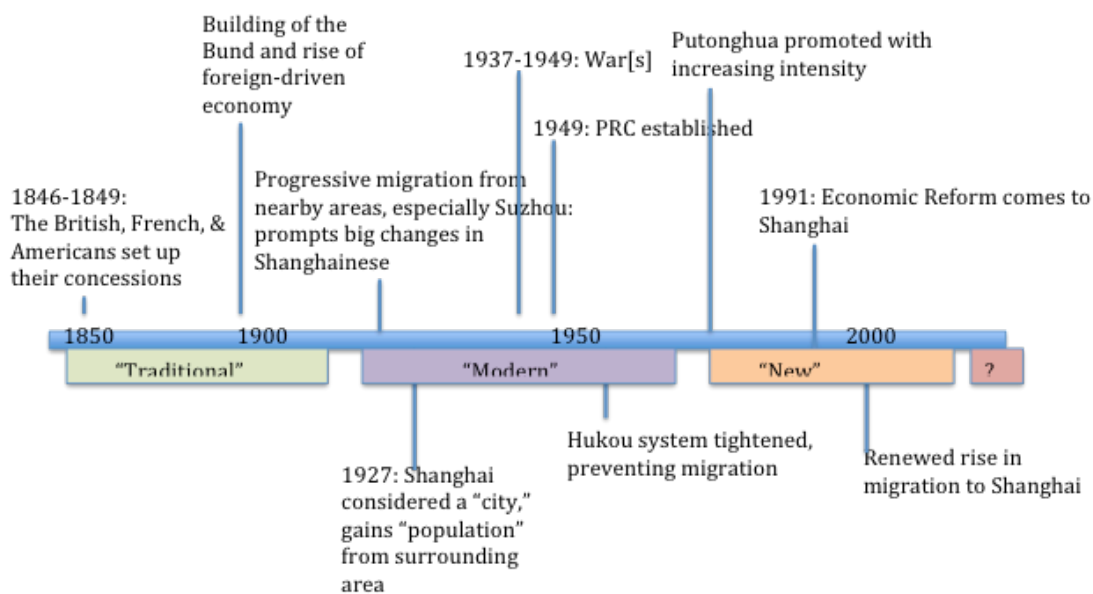 Building of the
Bund and rise of
foreign-driven
economy
1937-1949: War[s]
Putonghua promoted with
increasing intensity
1949: PRC established
1846-1849:
The British, French, &
Americans set up
their concessions
Progressive migration from
nearby areas, especially Suzhou:
prompts big changes in
Shanghainese
1991: Economic Reform comes to
Shanghai
1850 1900 1950 2000
“Traditional” “Modern” “New” ?
1927: Shanghai
considered a “city,”
gains “population”
from surrounding
area
Hukou system tightened,
preventing migration
Renewed rise in
migration to Shanghai